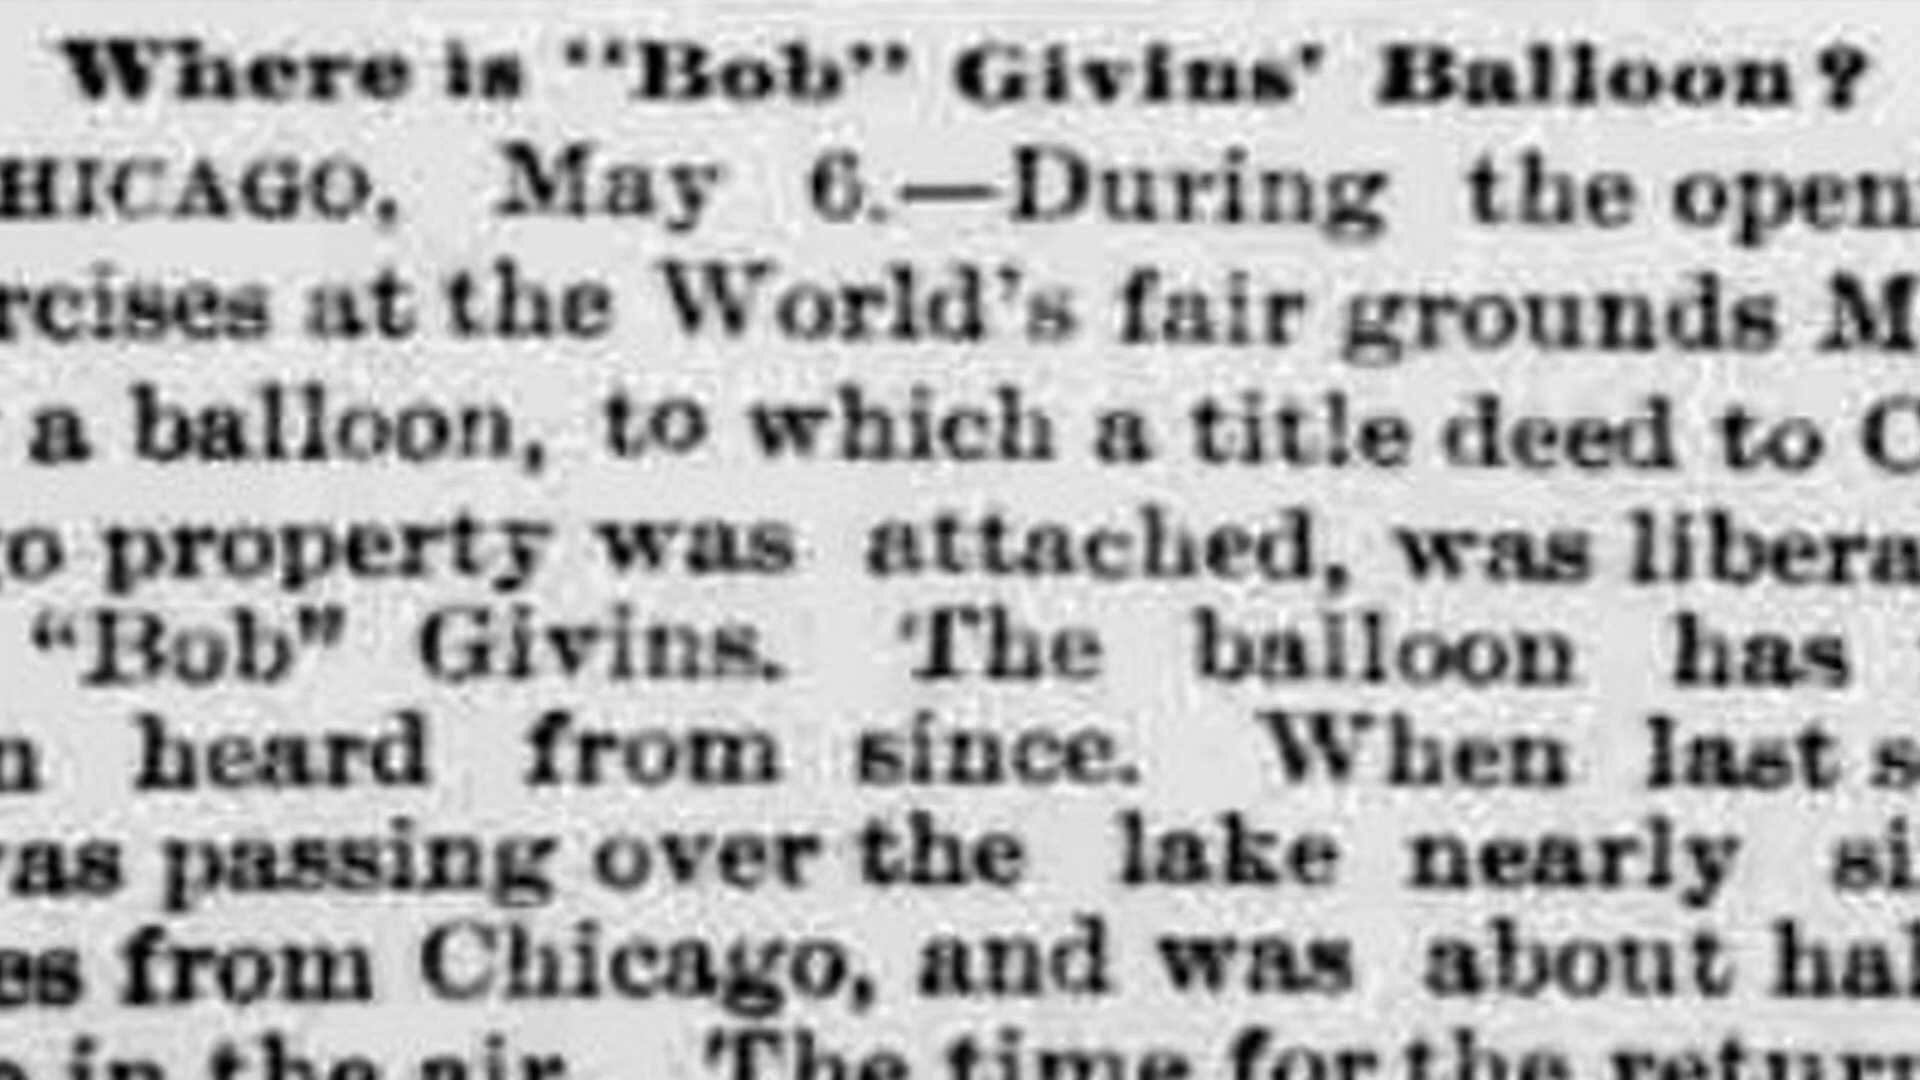 Where is "Bob" Givins' Balloon?
HICAGO, May 6.—During the open
rcises at the World's fair grounds M
a balloon, to which a title deed to C
go property was attached, was libera
"Bob" Givins. The balloon has
n heard from since. When last s
was passing over the lake nearly si
es from Chicago, and was about hal
in the air. The time for the return